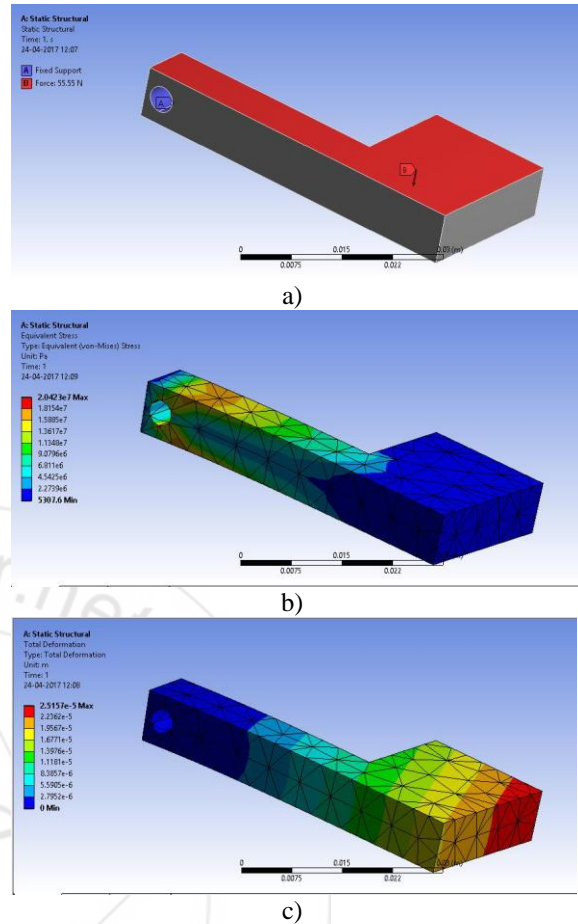 A: Static Structural
Static Structural
Time: 1. s
24-04-2017 12:07
A Fixed Support
B Force: 55.55 N
A
B
0 0.015 0.03 (m)
0.0075 0.022
a)
A: Static Structural
Equivalent Stress
Type: Equivalent (von-Mises) Stress
Unit: Pa
Time: 1
24-04-2017 12:09
2.0423e7 Max
1.8154e7
1.5885e7
1.3617e7
1.1348e7
9.0796e6
6.811e6
4.5425e6
2.2739e6
5307.6 Min
0 0.015
0.0075 0.022
b)
A: Static Structural
Total Deformation
Type: Total Deformation
Unit: m
Time: 1
24-04-2017 12:08
2.5157e-5 Max
2.2362e-5
1.9567e-5
1.6771e-5
1.3976e-5
1.1181e-5
8.3857e-6
5.5905e-6
2.7952e-6
0 Min
0 0.015 0.03 (m)
0.0075 0.022
c)